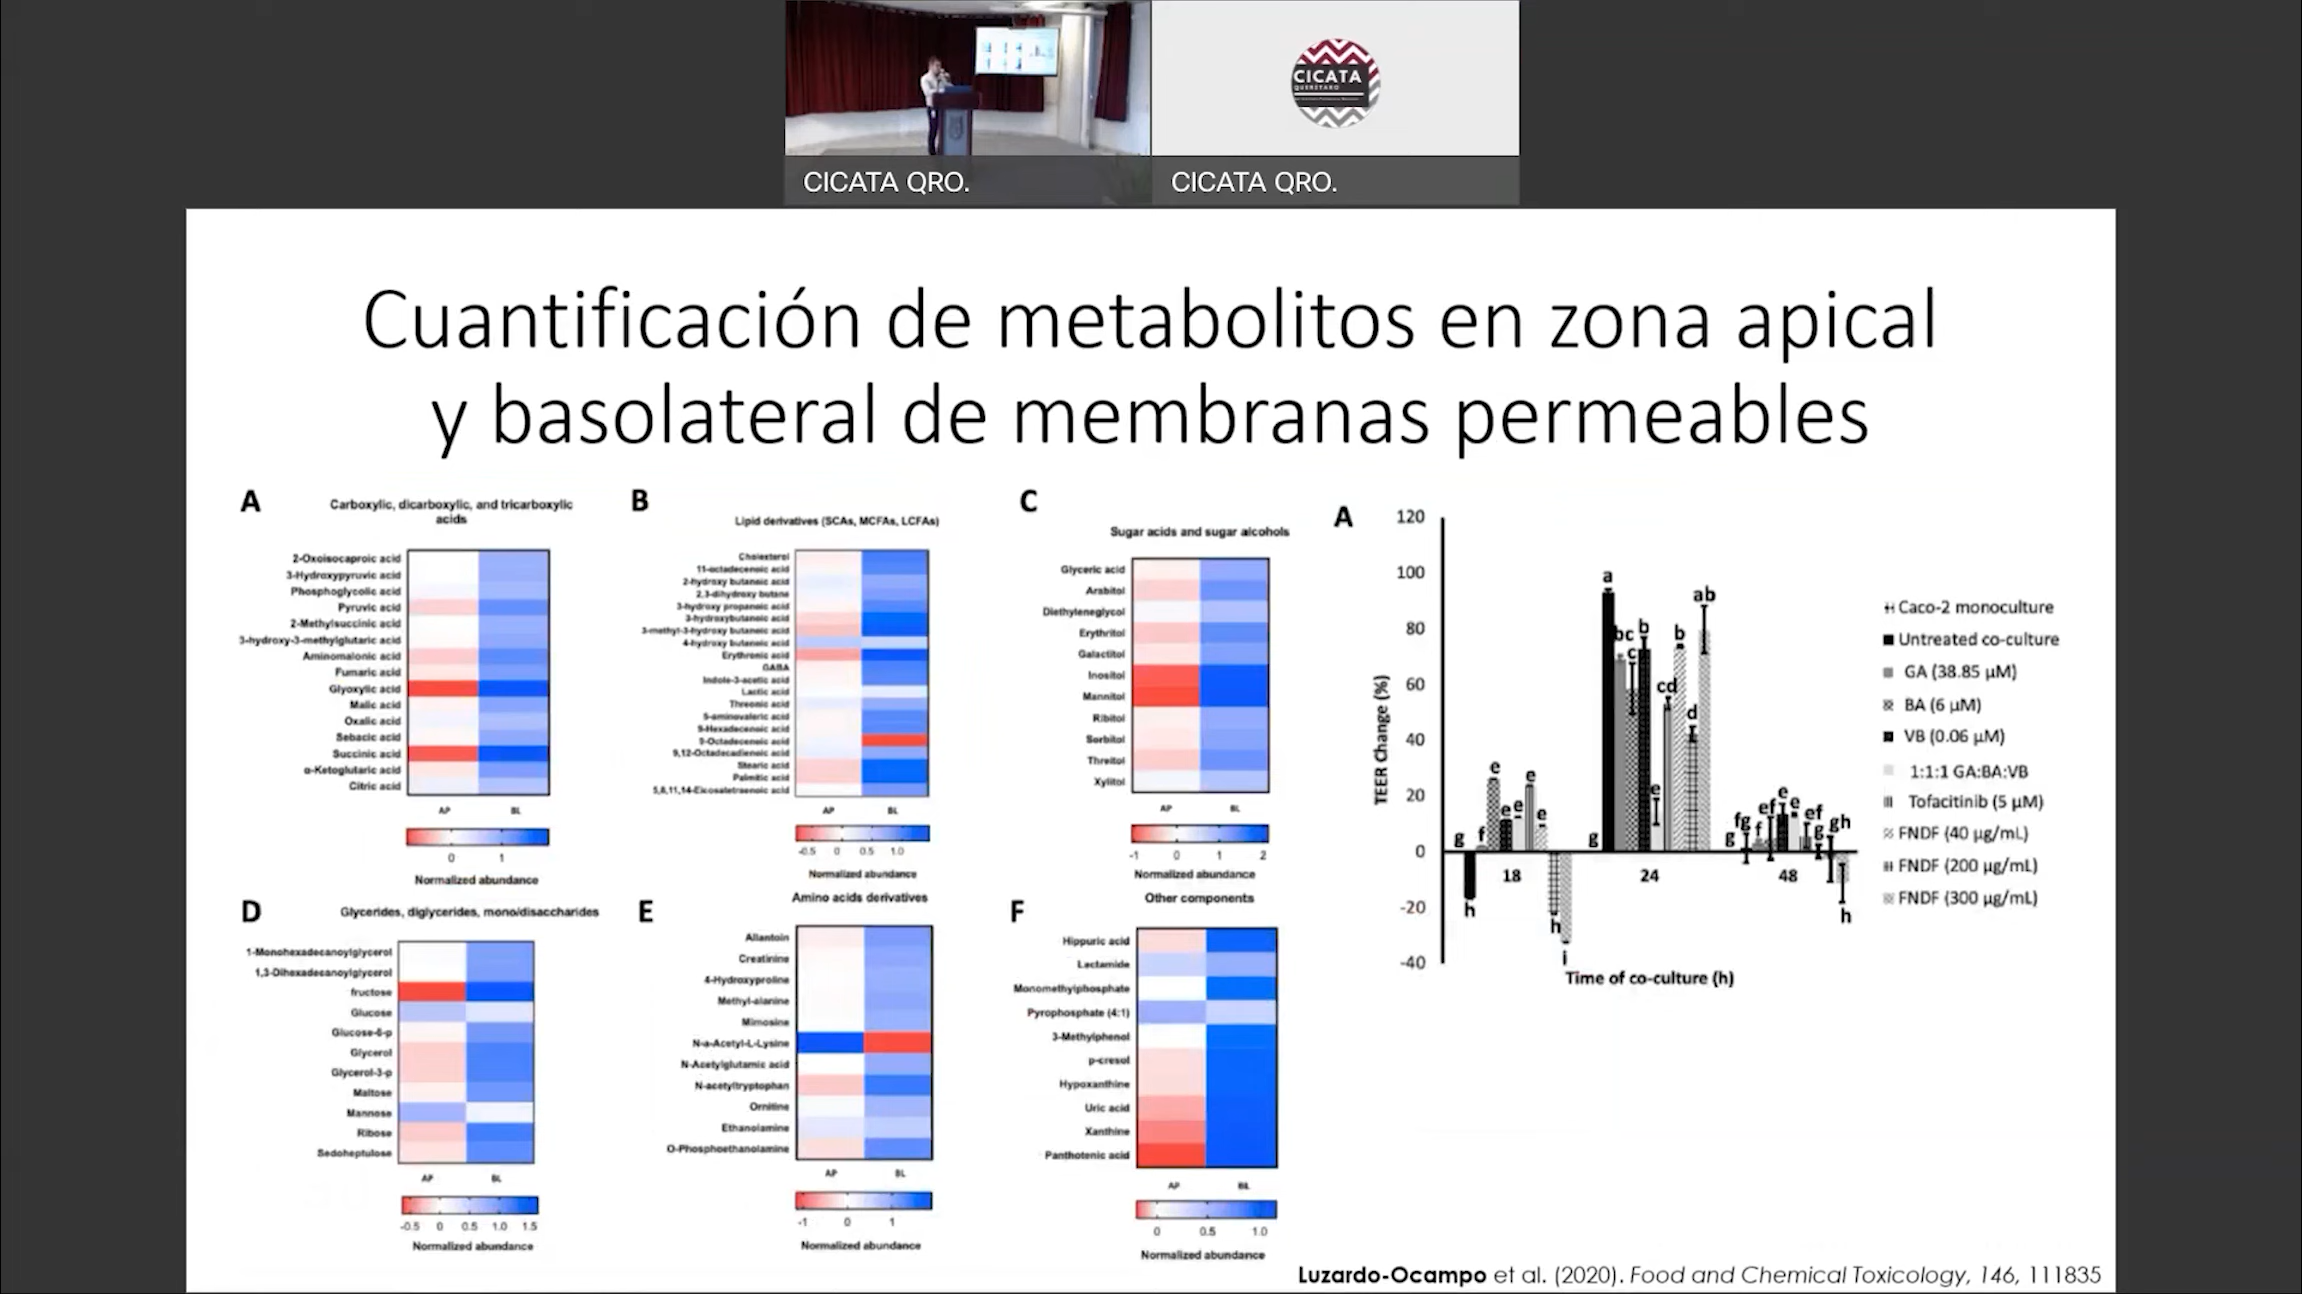 CICATA
QUERÉTARO
CICATA QRO.
CICATA QRO.
Cuantificación de metabolitos en zona apical
y basolateral de membranas permeables
A
Carboxylic, dicarboxylic, and tricarboxylic
acids
2-Oxoisocaproic acid
3-Hydroxypyruvic acid
Phosphoglycolic acid
Pyruvic acid
2-Methylsuccinic acid
3-hydroxy-3-methylglutaric acid
Aminomalonic acid
Fumaric acid
Glyoxylic acid
Malic acid
Oxalic acid
Sebacic acid
Succinic acid
α-Ketoglutaric acid
Citric acid
AP BL
0 1
Normalized abundance
B
Lipid derivatives (SCAs, MCFAs, LCFAs)
Cholesterol
11-octadecenoic acid
2-hydroxy butanoic acid
2,3-dihydroxy butane
3-hydroxy propanoic acid
3-hydroxybutanoic acid
3-methyl-3-hydroxy butanoic acid
4-hydroxy butanoic acid
Erythronic acid
GABA
Indole-3-acetic acid
Lactic acid
Threonic acid
5-aminovaleric acid
9-Hexadecenoic acid
9-Octadecenoic acid
9,12-Octadecadienoic acid
Stearic acid
Palmitic acid
5,8,11,14-Eicosatetraenoic acid
AP BL
-0.5 0 0.5 1.0
Normalized abundance
C
Sugar acids and sugar alcohols
Glyceric acid
Arabitol
Diethyleneglycol
Erythritol
Galactitol
Inositol
Mannitol
Ribitol
Sorbitol
Threitol
Xylitol
AP BL
-1 0 1 2
Normalized abundance
D
Glycerides, diglycerides, mono/disaccharides
1-Monohexadecanoylglycerol
1,3-Dihexadecanoylglycerol
fructose
Glucose
Glucose-6-p
Glycerol
Glycerol-3-p
Maltose
Mannose
Ribose
Sedoheptulose
AP BL
-0.5 0 0.5 1.0 1.5
Normalized abundance
E
Amino acids derivatives
Allantoin
Creatinine
4-Hydroxyproline
Methyl-alanine
Mimosine
N-a-Acetyl-L-Lysine
N-Acetylglutamic acid
N-acetyltryptophan
Ornitine
Ethanolamine
O-Phosphoethanolamine
AP BL
-1 0 1
Normalized abundance
F
Other components
Hippuric acid
Lactamide
Monomethylphosphate
Pyrophosphate (4:1)
3-Methylphenol
p-cresol
Hypoxanthine
Uric acid
Xanthine
Panthotenic acid
AP BL
0 0.5 1.0
Normalized abundance
A
TEER Change (%)
120
100
80
60
40
20
0
-20
-40
g h f e e e e e h i
g a bc c b e cd b d ab
g fg f ef e e ef g gh h
18 24 48
Time of co-culture (h)
Caco-2 monoculture
Untreated co-culture
GA (38.85 µM)
BA (6 µM)
VB (0.06 µM)
1:1:1 GA:BA:VB
Tofacitinib (5 µM)
FNDF (40 µg/mL)
FNDF (200 µg/mL)
FNDF (300 µg/mL)
Luzardo-Ocampo et al. (2020). Food and Chemical Toxicology, 146, 111835